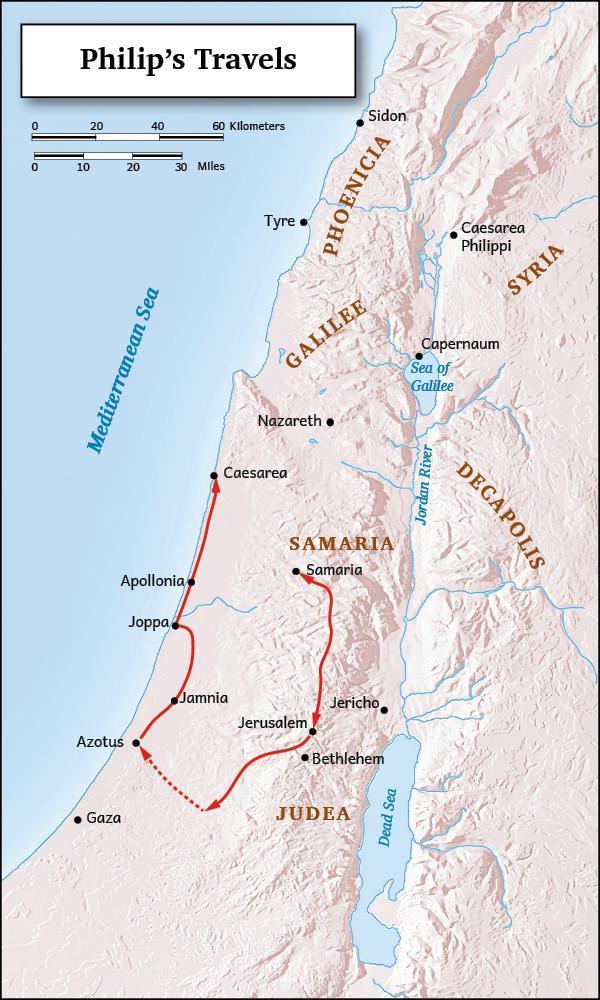 Philip's Travels
0 20 40 60 Kilometers
0 10 20 30 Miles
Sidon
PHOENICIA
Tyre
Caesarea
Philippi
SYRIA
Mediterranean Sea
GALILEE
Capernaum
Sea of
Galilee
Nazareth
Jordan River
DECAPOLIS
Caesarea
SAMARIA
Samaria
Apollonia
Joppa
Jamnia
Jericho
Jerusalem
Azotus
Bethlehem
Dead Sea
Gaza
JUDEA